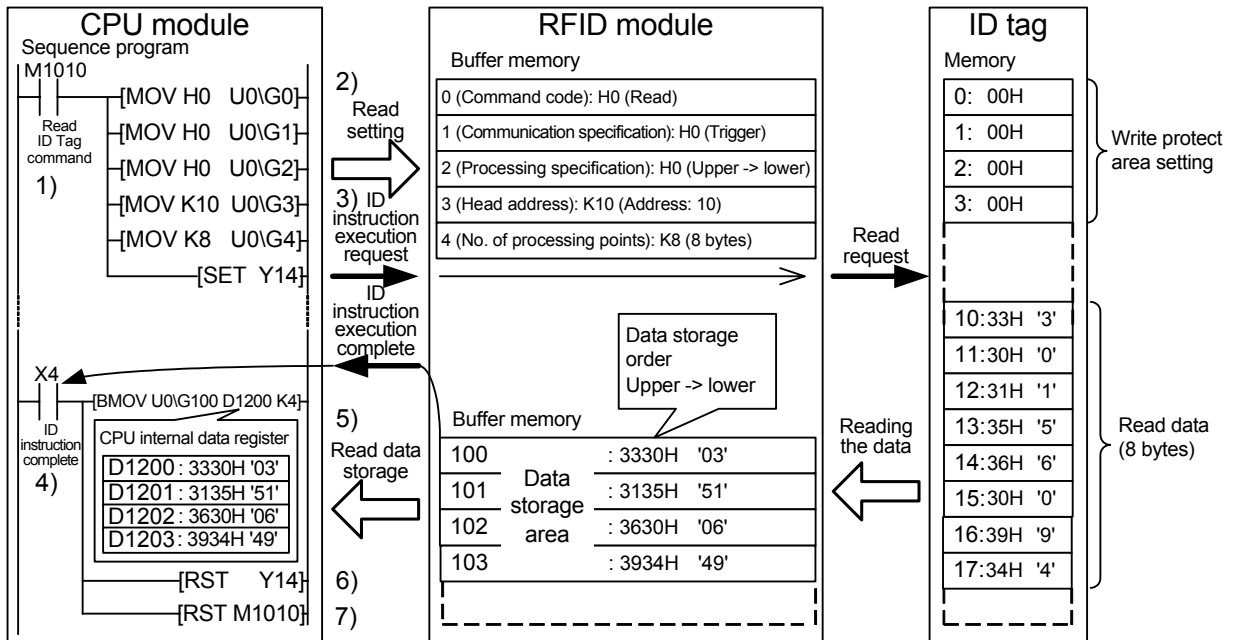 CPU module
Sequence program
M1010
Read
ID Tag
command
1)
[MOV H0 U0\G0]
[MOV H0 U0\G1]
[MOV H0 U0\G2]
[MOV K10 U0\G3]
[MOV K8 U0\G4]
[SET Y14]
X4
ID
instruction
complete
4)
[BMOV U0\G100 D1200 K4]
CPU internal data register
D1200 : 3330H '03'
D1201 : 3135H '51'
D1202 : 3630H '06'
D1203 : 3934H '49'
[RST Y14]
[RST M1010]
2)
Read
setting
3) ID
instruction
execution
request
ID
instruction
execution
complete
5)
Read data
storage
6)
7)
RFID module
Buffer memory
0 (Command code): H0 (Read)
1 (Communication specification): H0 (Trigger)
2 (Processing specification): H0 (Upper -> lower)
3 (Head address): K10 (Address: 10)
4 (No. of processing points): K8 (8 bytes)
Data storage
order
Upper -> lower
Buffer memory
100 : 3330H '03'
101 : 3135H '51'
102 : 3630H '06'
103 : 3934H '49'
Data
storage
area
Read
request
Reading
the data
ID tag
Memory
0: 00H
1: 00H
2: 00H
3: 00H
Write protect
area setting
10:33H '3'
11:30H '0'
12:31H '1'
13:35H '5'
14:36H '6'
15:30H '0'
16:39H '9'
17:34H '4'
Read data
(8 bytes)